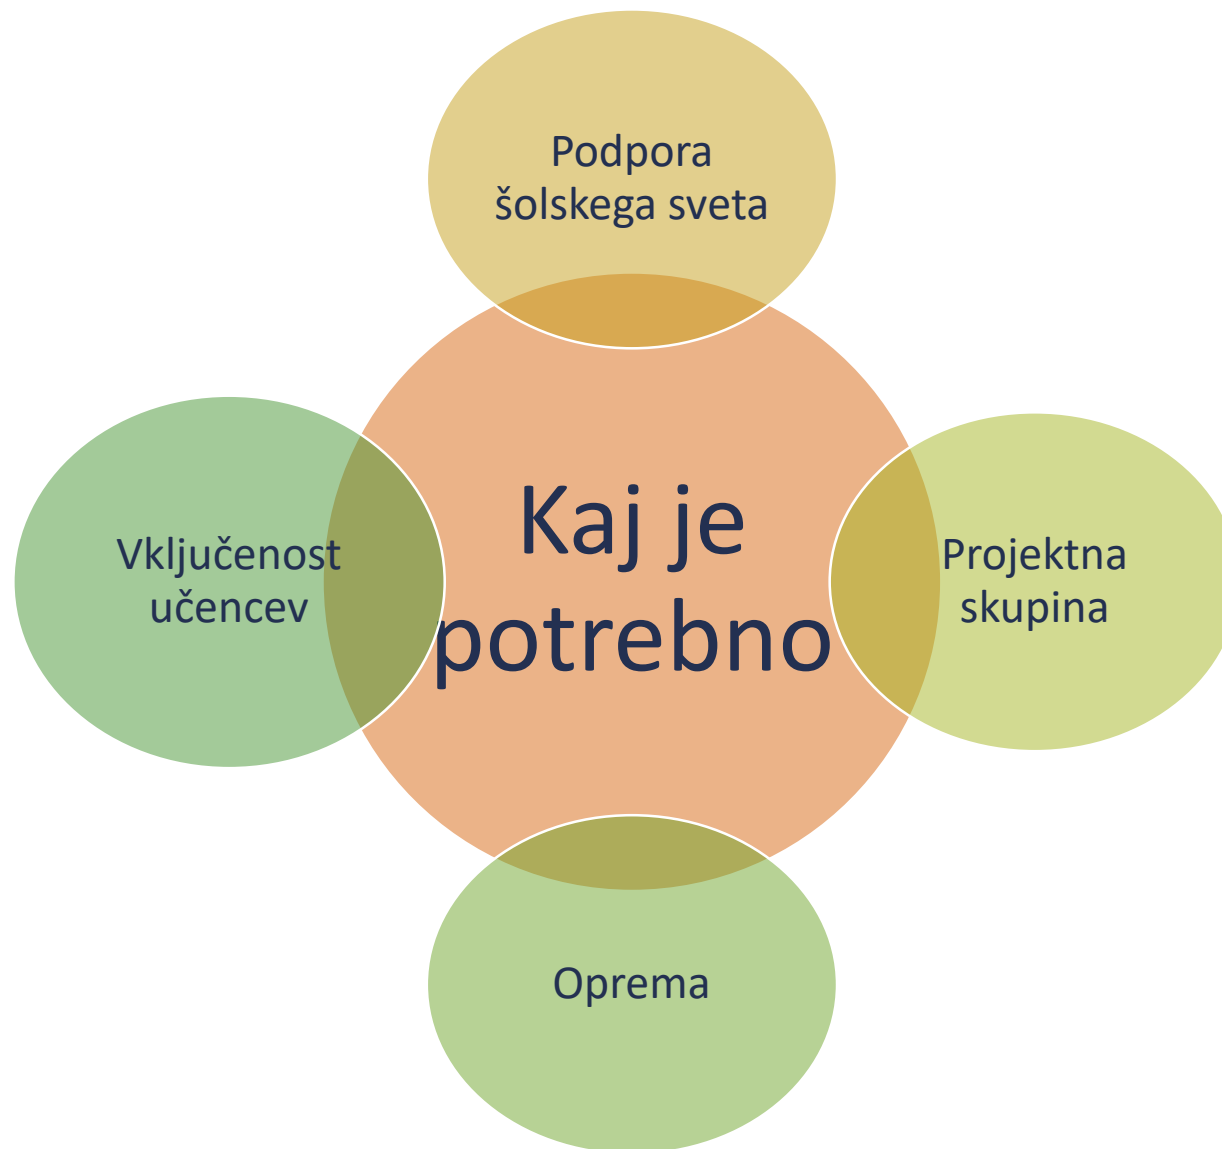 Podpora
šolskega sveta
Kaj je
potrebno
Vključenost
učencev
Projektna
skupina
Oprema